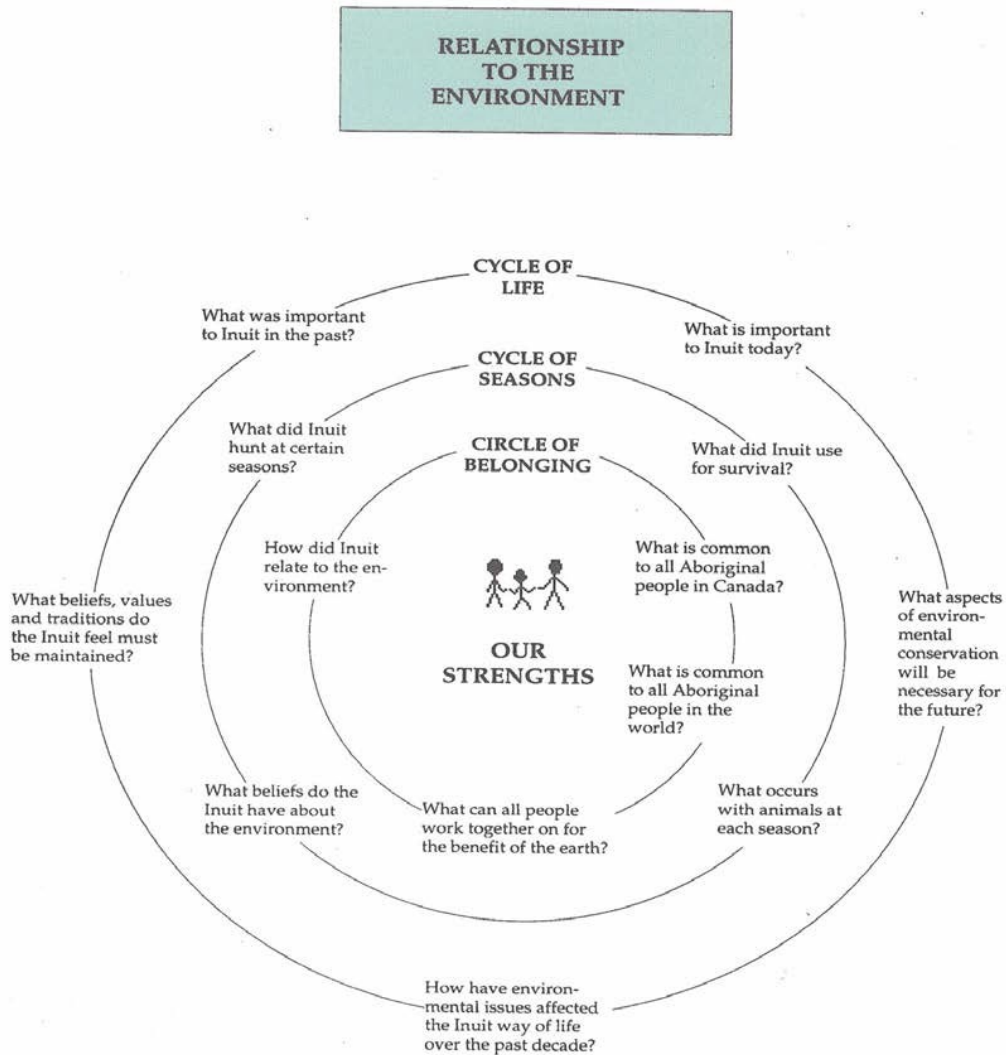 RELATIONSHIP
TO THE
ENVIRONMENT
CYCLE OF
LIFE
What was important
to Inuit in the past?
What is important
to Inuit today?
CYCLE OF
SEASONS
What did Inuit
hunt at certain
seasons?
What did Inuit use
for survival?
CIRCLE OF
BELONGING
How did Inuit
relate to the en-
vironment?
What is common
to all Aboriginal
people in Canada?
What beliefs, values
and traditions do
the Inuit feel must
be maintained?
What aspects
of environ-
mental
conservation
will be
necessary for
the future?
OUR
STRENGTHS
What is common
to all Aboriginal
people in the
world?
What beliefs do the
Inuit have about
the environment?
What can all people
work together on for
the benefit of the earth?
What occurs
with animals at
each season?
How have environ-
mental issues affected
the Inuit way of life
over the past decade?